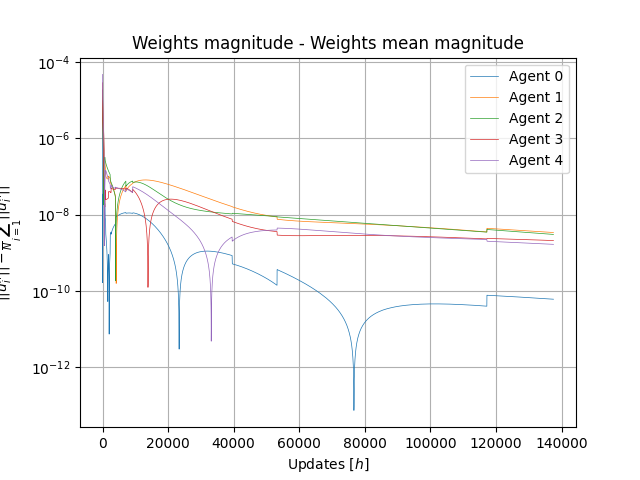 Weights magnitude - Weights mean magnitude
10⁻⁴
10⁻⁶
10⁻⁸
10⁻¹⁰
10⁻¹²
Agent 0
Agent 1
Agent 2
Agent 3
Agent 4
0
20000
40000
60000
80000
100000
120000
140000
Updates [h]